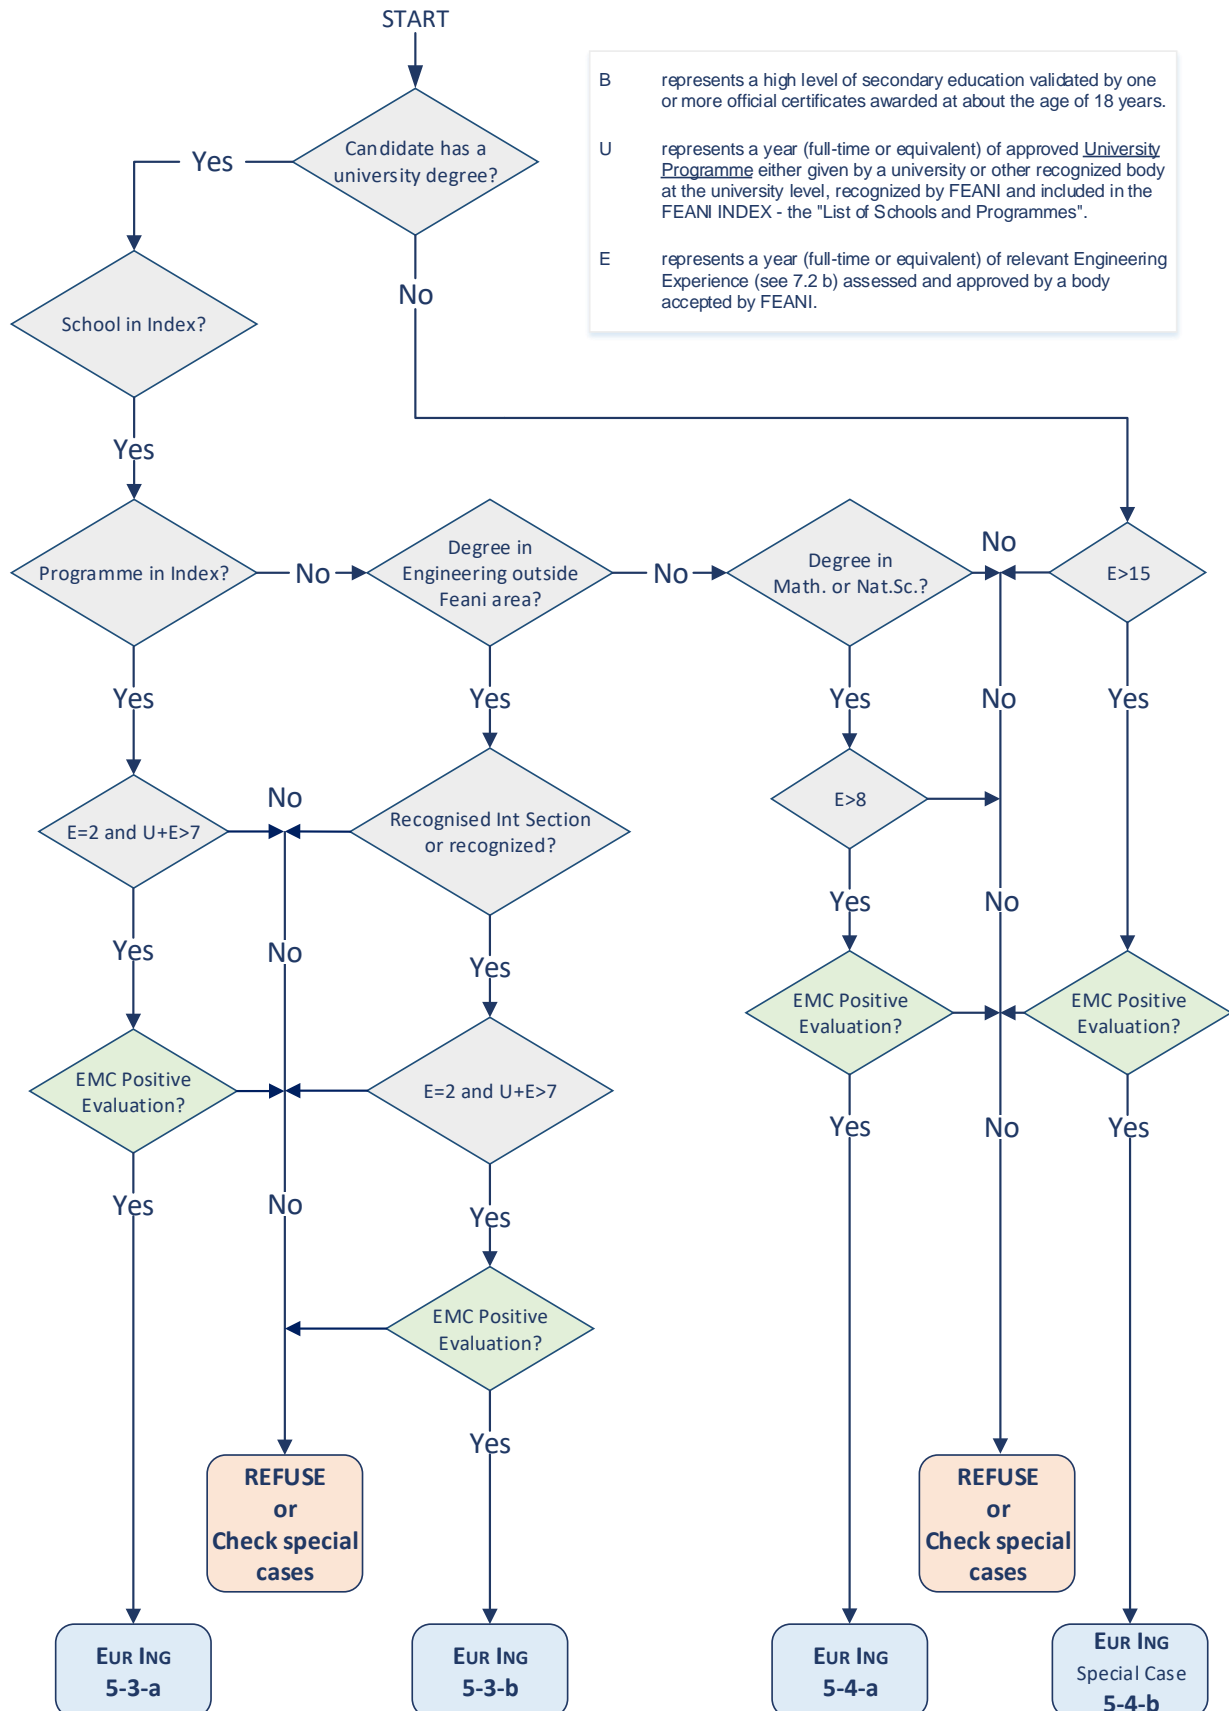 START
B represents a high level of secondary education validated by one
or more official certificates awarded at about the age of 18 years.
U represents a year (full-time or equivalent) of approved University
Programme either given by a university or other recognized body
at the university level, recognized by FEANI and included in the
FEANI INDEX - the "List of Schools and Programmes".
E represents a year (full-time or equivalent) of relevant Engineering
Experience (see 7.2 b) assessed and approved by a body
accepted by FEANI.
Candidate has a
university degree?
Yes
No
School in Index?
Yes
Programme in Index?
No
Degree in
Engineering outside
Feani area?
No
Degree in
Math. or Nat.Sc.?
No
E>15
Yes
Yes
Yes
No
Yes
E=2 and U+E>7
No
Recognised Int Section
or recognized?
E>8
Yes
No
Yes
Yes
No
EMC Positive
Evaluation?
EMC Positive
Evaluation?
EMC Positive
Evaluation?
E=2 and U+E>7
Yes
No
Yes
Yes
No
Yes
EMC Positive
Evaluation?
Yes
REFUSE
or
Check special
cases
REFUSE
or
Check special
cases
EUR ING
5-3-a
EUR ING
5-3-b
EUR ING
5-4-a
EUR ING
Special Case
5-4-b